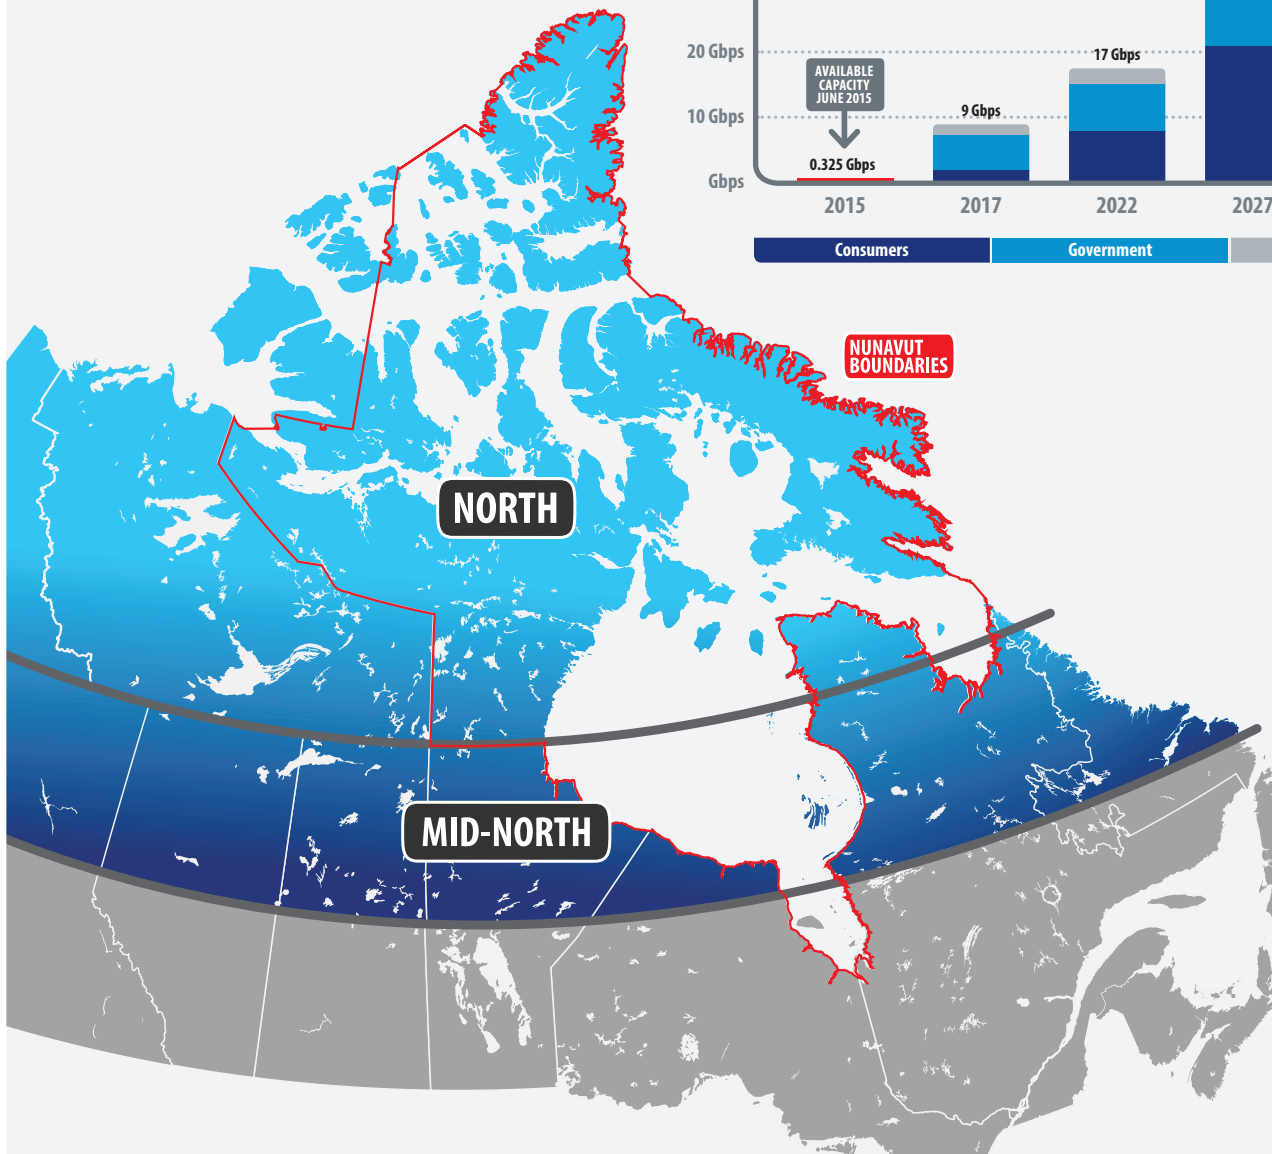 20 Gbps
17 Gbps
AVAILABLE
CAPACITY
JUNE 2015
10 Gbps
9 Gbps
0.325 Gbps
Gbps
2015
2017
2022
2027
Consumers
Government
NUNAVUT
BOUNDARIES
NORTH
MID-NORTH